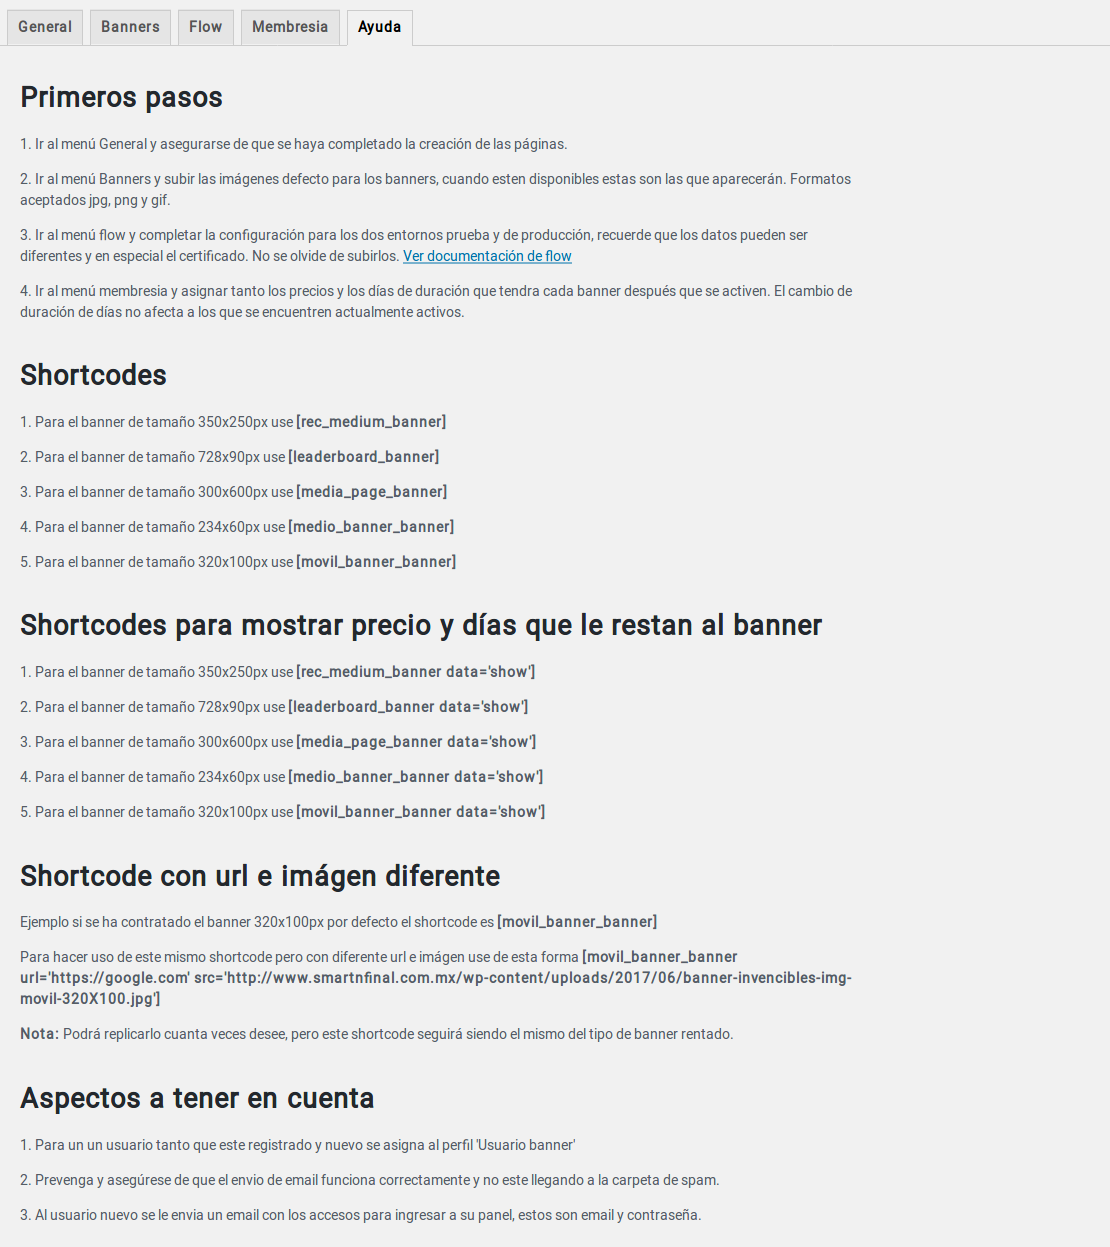 General Banners Flow Membresia Ayuda
Primeros pasos
1. Ir al menú General y asegurarse de que se haya completado la creación de las páginas.
2. Ir al menú Banners y subir las imágenes defecto para los banners, cuando esten disponibles estas son las que aparecerán. Formatos
aceptados jpg, png y gif.
3. Ir al menú flow y completar la configuración para los dos entornos prueba y de producción, recuerde que los datos pueden ser
diferentes y en especial el certificado. No se olvide de subirlos. Ver documentación de flow
4. Ir al menú membresia y asignar tanto los precios y los días de duración que tendra cada banner después que se activen. El cambio de
duración de días no afecta a los que se encuentren actualmente activos.
Shortcodes
1. Para el banner de tamaño 350x250px use [rec_medium_banner]
2. Para el banner de tamaño 728x90px use [leaderboard_banner]
3. Para el banner de tamaño 300x600px use [media_page_banner]
4. Para el banner de tamaño 234x60px use [medio_banner_banner]
5. Para el banner de tamaño 320x100px use [movil_banner_banner]
Shortcodes para mostrar precio y días que le restan al banner
1. Para el banner de tamaño 350x250px use [rec_medium_banner data='show']
2. Para el banner de tamaño 728x90px use [leaderboard_banner data='show']
3. Para el banner de tamaño 300x600px use [media_page_banner data='show']
4. Para el banner de tamaño 234x60px use [medio_banner_banner data='show']
5. Para el banner de tamaño 320x100px use [movil_banner_banner data='show']
Shortcode con url e imágen diferente
Ejemplo si se ha contratado el banner 320x100px por defecto el shortcode es [movil_banner_banner]
Para hacer uso de este mismo shortcode pero con diferente url e imágen use de esta forma [movil_banner_banner
url='https://google.com' src='http://www.smartnfinal.com.mx/wp-content/uploads/2017/06/banner-invencibles-img-
movil-320X100.jpg']
Nota: Podrá replicarlo cuanta veces desee, pero este shortcode seguirá siendo el mismo del tipo de banner rentado.
Aspectos a tener en cuenta
1. Para un un usuario tanto que este registrado y nuevo se asigna al perfil 'Usuario banner'
2. Prevenga y asegúrese de que el envio de email funciona correctamente y no este llegando a la carpeta de spam.
3. Al usuario nuevo se le envia un email con los accesos para ingresar a su panel, estos son email y contraseña.